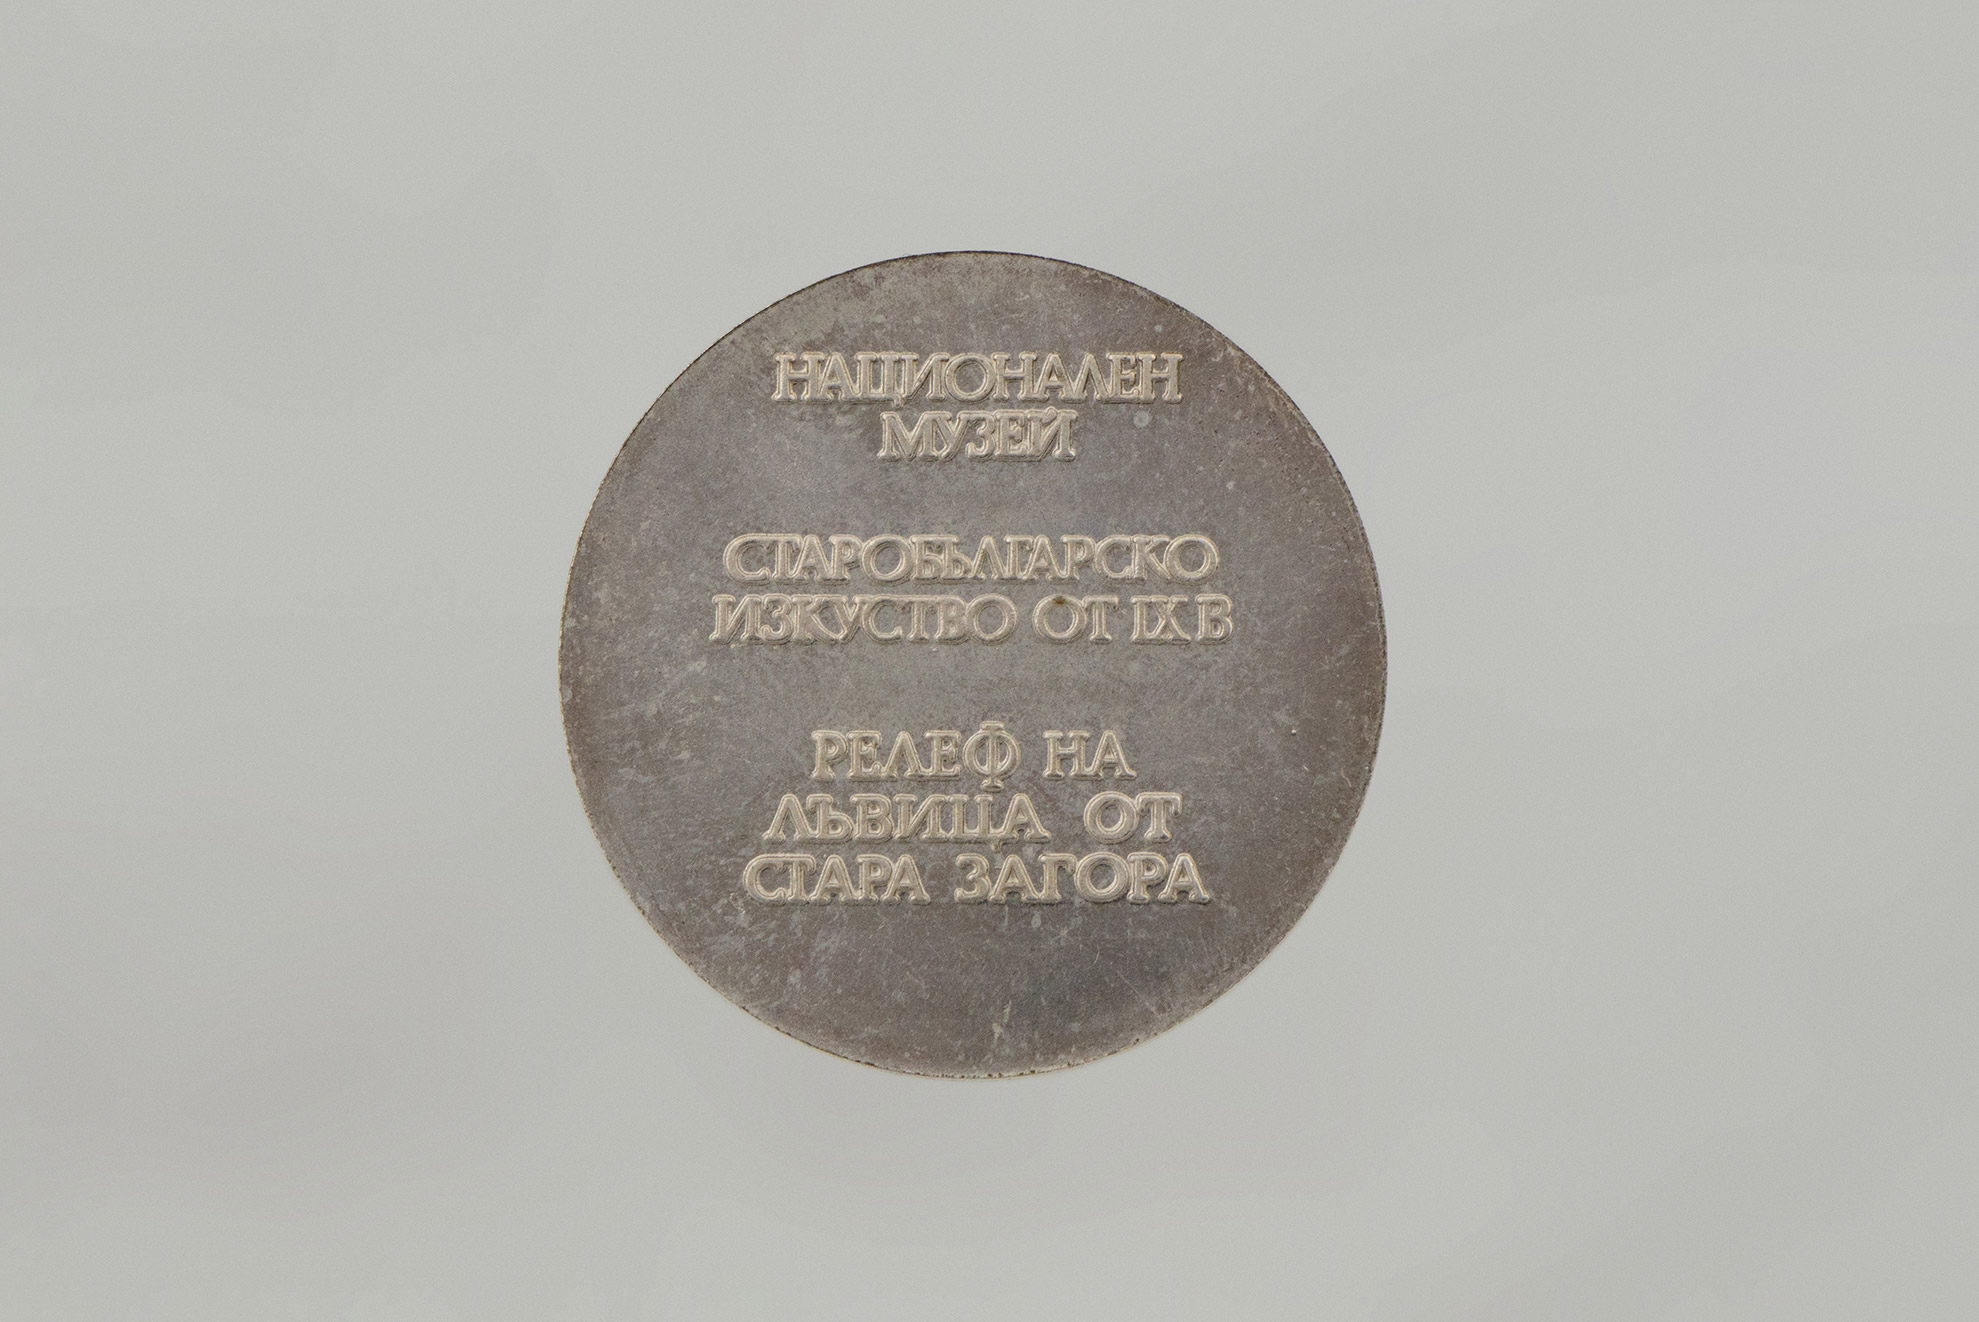 НАЦИОНАЛЕН
МУЗЕЙ
СТАРОБЪЛГАРСКО
ИЗКУСТВО ОТ IX В
РЕЛЕФ НА
ЛЪВИЦА ОТ
СТАРА ЗАГОРА